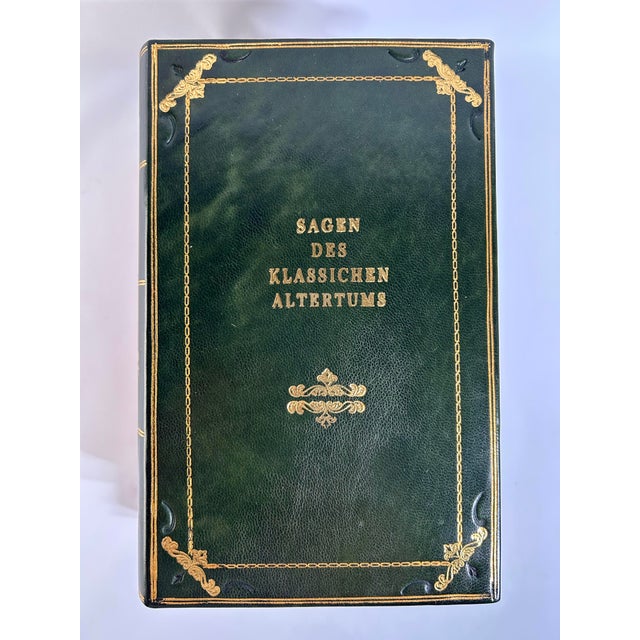 SAGEN
DES
KLASSICHEN
ALTERTUMS